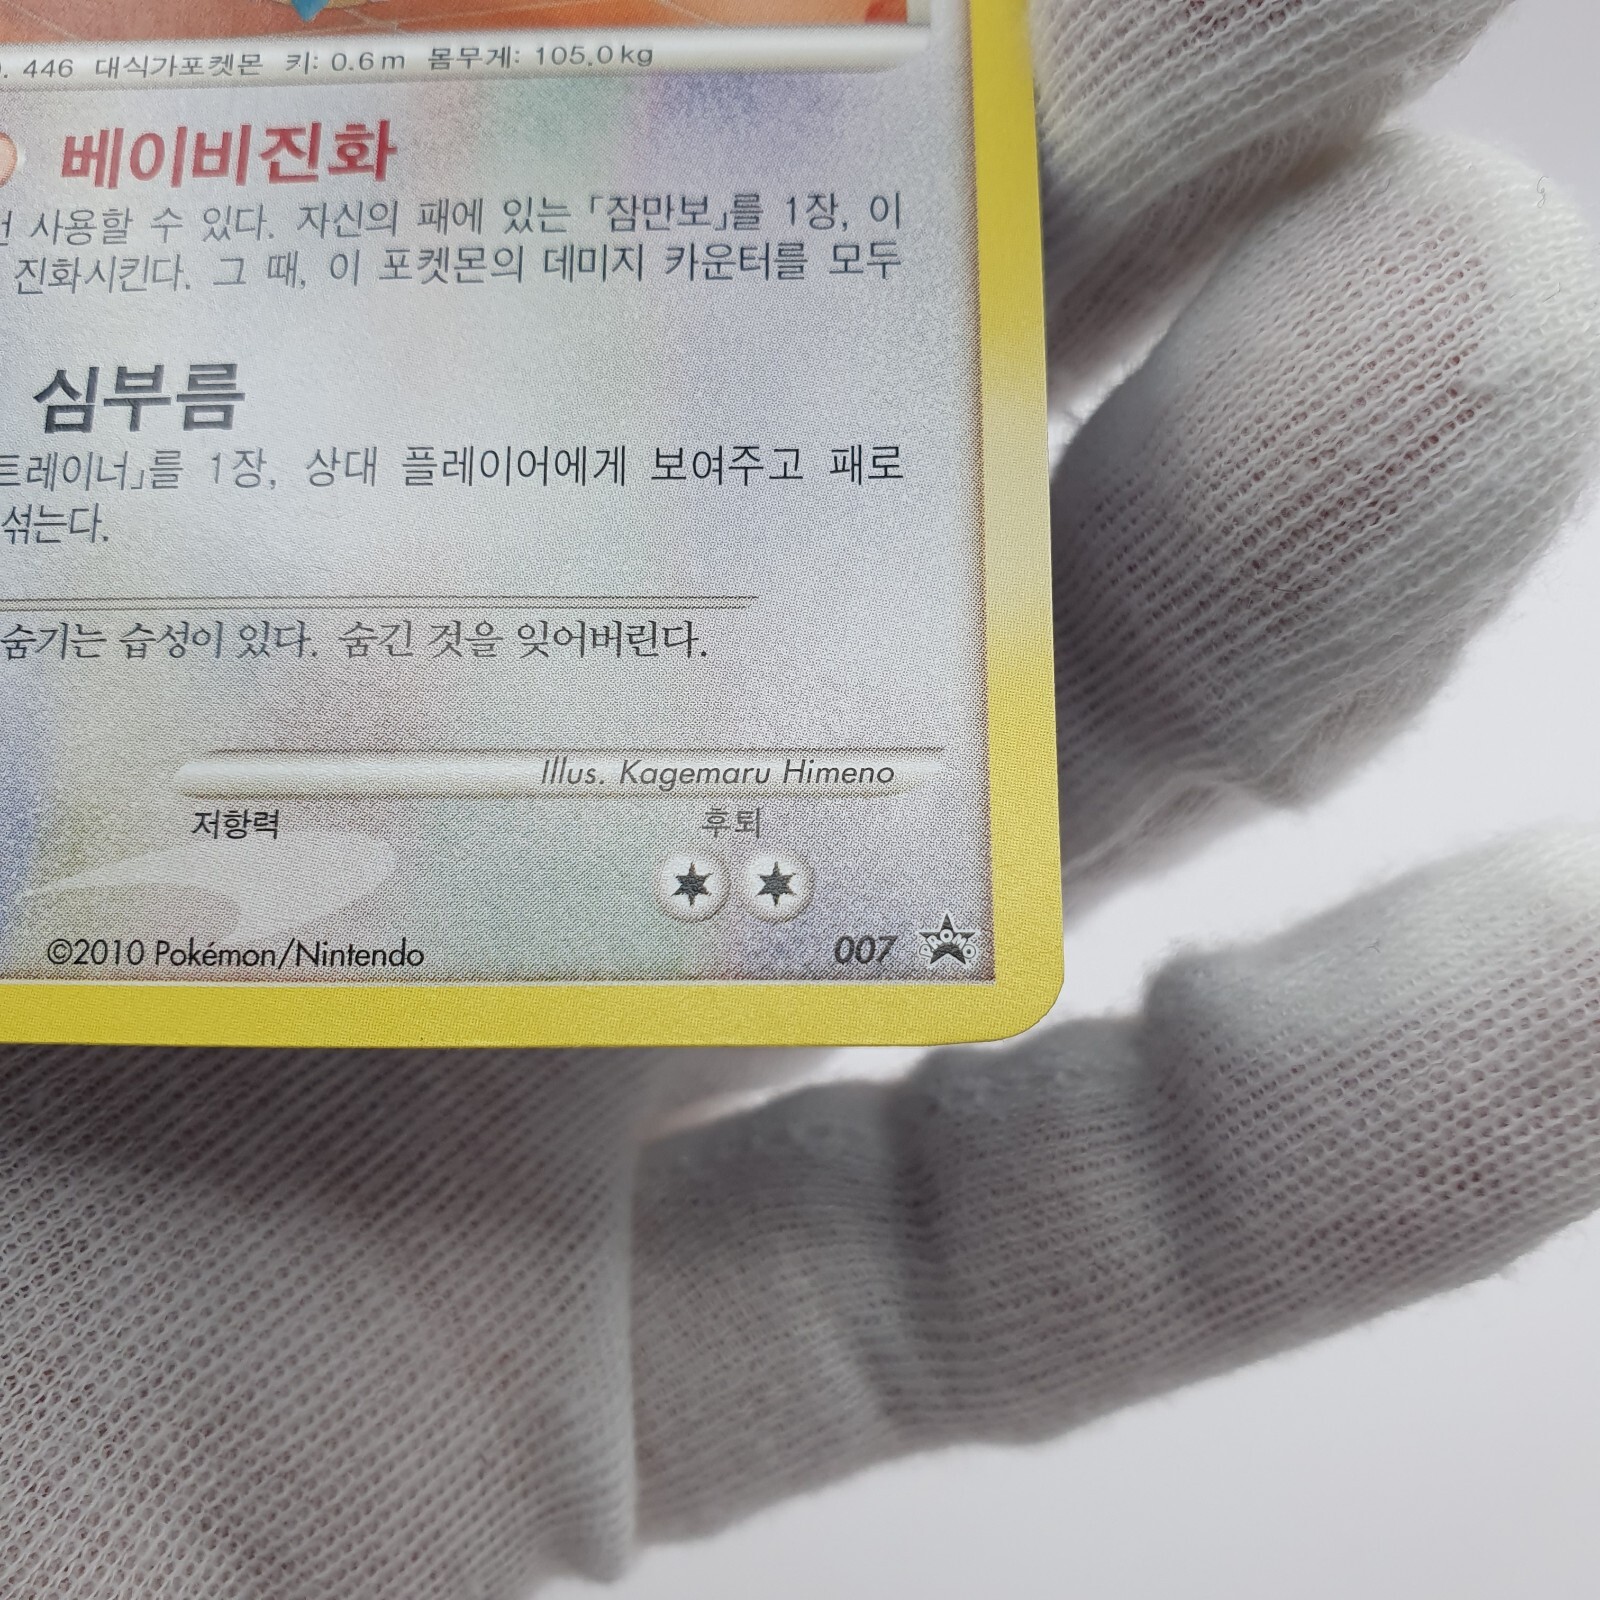 446 대식가포켓몬 키: 0.6m 몸무게: 105.0kg
베이비진화
사용할 수 있다. 자신의 패에 있는 「잠만보」를 1장, 이
진화시킨다. 그 때, 이 포켓몬의 데미지 카운터를 모두
심부름
트레이너」를 1장, 상대 플레이어에게 보여주고 패로
섞는다.
숨기는 습성이 있다. 숨긴 것을 잊어버린다.
Illus. Kagemaru Himeno
저항력 후퇴
©2010 Pokémon/Nintendo 007 PROMO